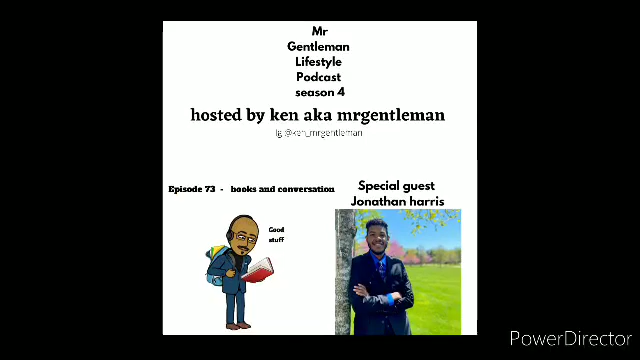 Mr
Gentleman
Lifestyle
Podcast
season 4
hosted by ken aka mrgentleman
Ig @ken_mrgentleman
Episode 73 - books and conversation
Special guest
Jonathan harris
Good
stuff
PowerDirector